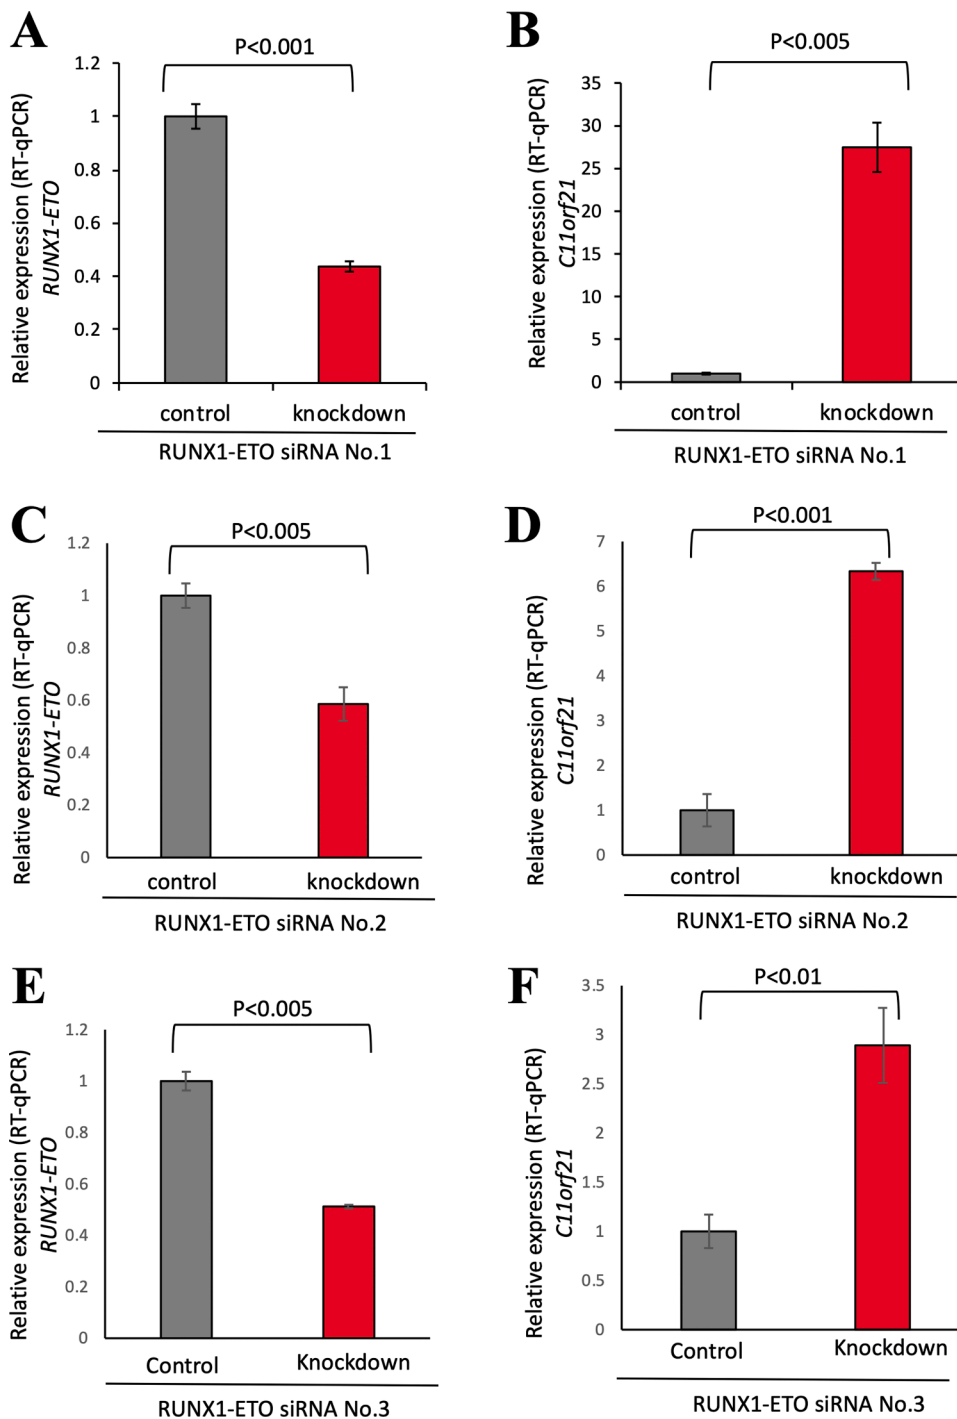 A
P<0.001
Relative expression (RT-qPCR)
RUNX1-ETO
1.2
1
0.8
0.6
0.4
0.2
0
control knockdown
RUNX1-ETO siRNA No.1
B
P<0.005
Relative expression (RT-qPCR)
C11orf21
35
30
25
20
15
10
5
0
control knockdown
RUNX1-ETO siRNA No.1
C
P<0.005
Relative expression (RT-qPCR)
RUNX1-ETO
1.2
1
0.8
0.6
0.4
0.2
0
control knockdown
RUNX1-ETO siRNA No.2
D
P<0.001
Relative expression (RT-qPCR)
C11orf21
7
6
5
4
3
2
1
0
control knockdown
RUNX1-ETO siRNA No.2
E
P<0.005
Relative expression (RT-qPCR)
RUNX1-ETO
1.2
1
0.8
0.6
0.4
0.2
0
Control Knockdown
RUNX1-ETO siRNA No.3
F
P<0.01
Relative expression (RT-qPCR)
C11orf21
3.5
3
2.5
2
1.5
1
0.5
0
Control Knockdown
RUNX1-ETO siRNA No.3